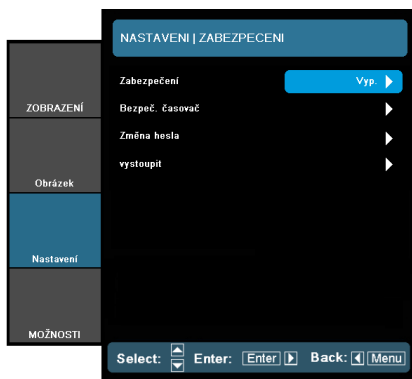 NASTAVENI | ZABEZPECENI
Zabezpečení Vyp.
Bezpeč. časovač
Změna hesla
vystoupit
ZOBRAZENÍ
Obrázek
Nastavení
MOŽNOSTI
Select: Enter: Enter Back: Menu